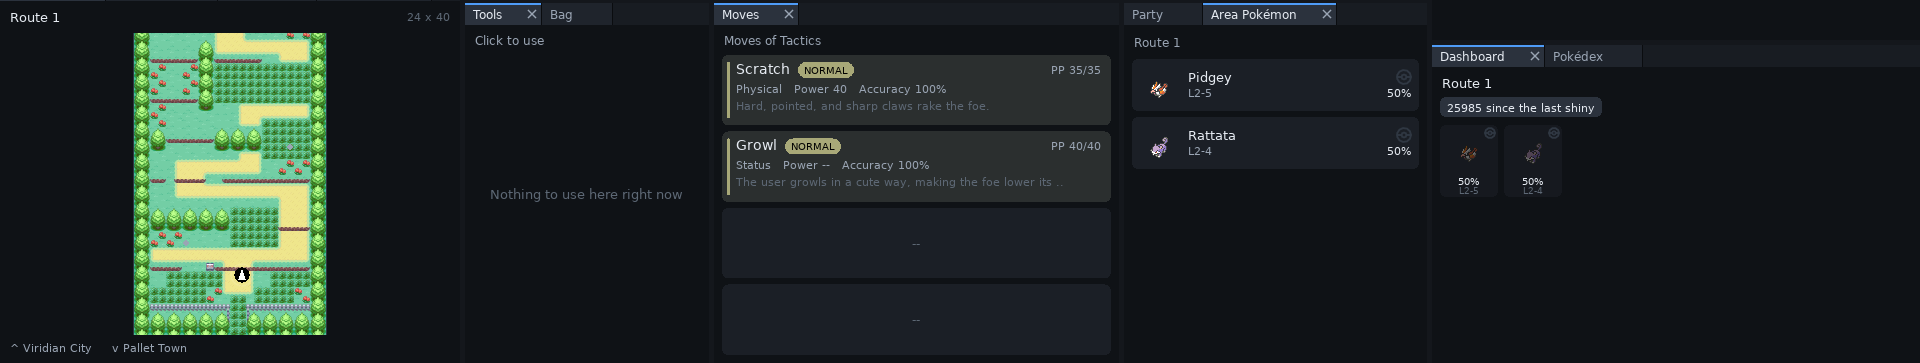 Route 1
24 x 40
^ Viridian City
v Pallet Town
Tools
Bag
Click to use
Nothing to use here right now
Moves
Moves of Tactics
Scratch NORMAL PP 35/35
Physical Power 40 Accuracy 100%
Hard, pointed, and sharp claws rake the foe.
Growl NORMAL PP 40/40
Status Power -- Accuracy 100%
The user growls in a cute way, making the foe lower its ..
--
--
Party
Area Pokémon
Route 1
Pidgey
L2-5 50%
Rattata
L2-4 50%
Dashboard
Pokédex
Route 1
25985 since the last shiny
50% 50%
L2-5 L2-4